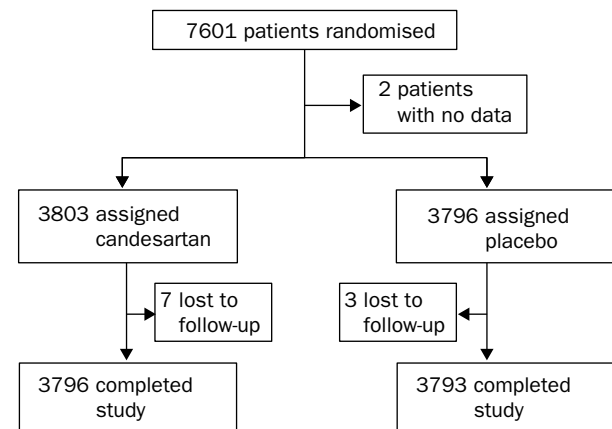 7601 patients randomised
2 patients
with no data
3803 assigned
candesartan
3796 assigned
placebo
7 lost to
follow-up
3 lost to
follow-up
3796 completed
study
3793 completed
study